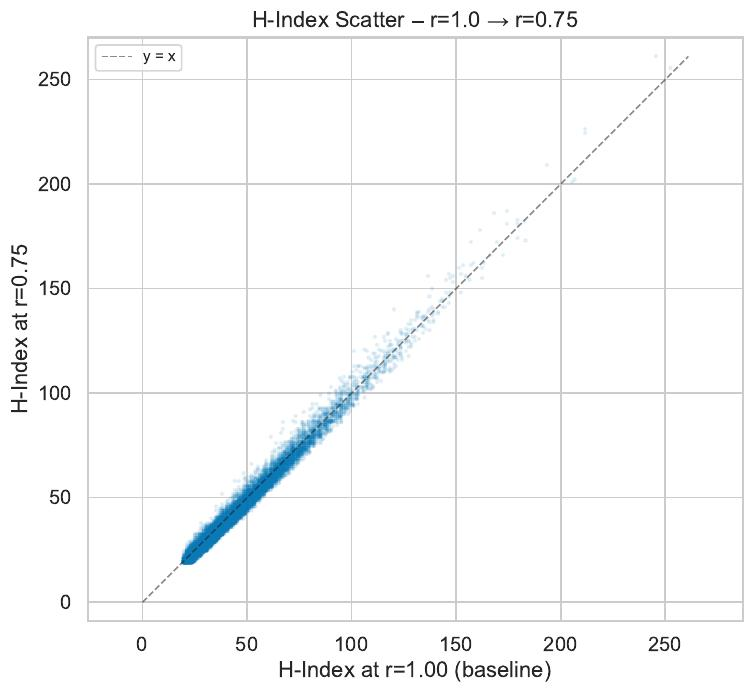 H-Index Scatter – r=1.0 → r=0.75
y = x
250
200
150
100
50
0
H-Index at r=0.75
0 50 100 150 200 250
H-Index at r=1.00 (baseline)